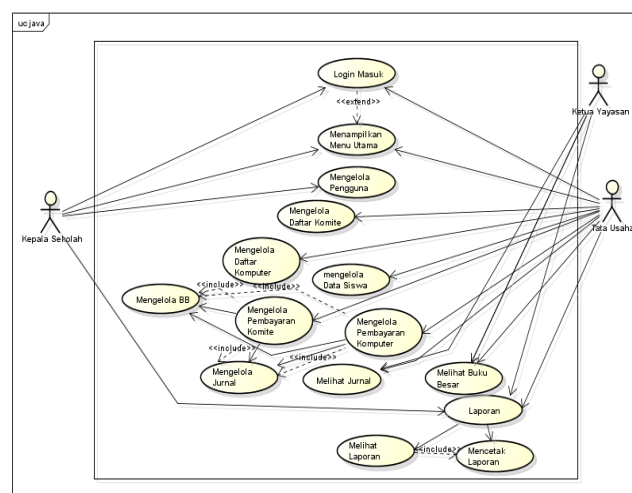 uc java
Login Masuk
<<extend>>
Menampilkan
Menu Utama
Mengelola
Pengguna
Mengelola
Daftar Komite
Mengelola
Daftar
Komputer
mengelola
Data Siswa
<<include>>
<<include>>
Mengelola BB
Mengelola
Pembayaran
Komite
Mengelola
Pembayaran
Komputer
<<include>>
<<include>>
Mengelola
Jurnal
Melihat Jurnal
Melihat Buku
Besar
Laporan
Melihat
Laporan
<<include>>
Mencetak
Laporan
Kepala Sekolah
Ketua Yayasan
Tata Usaha